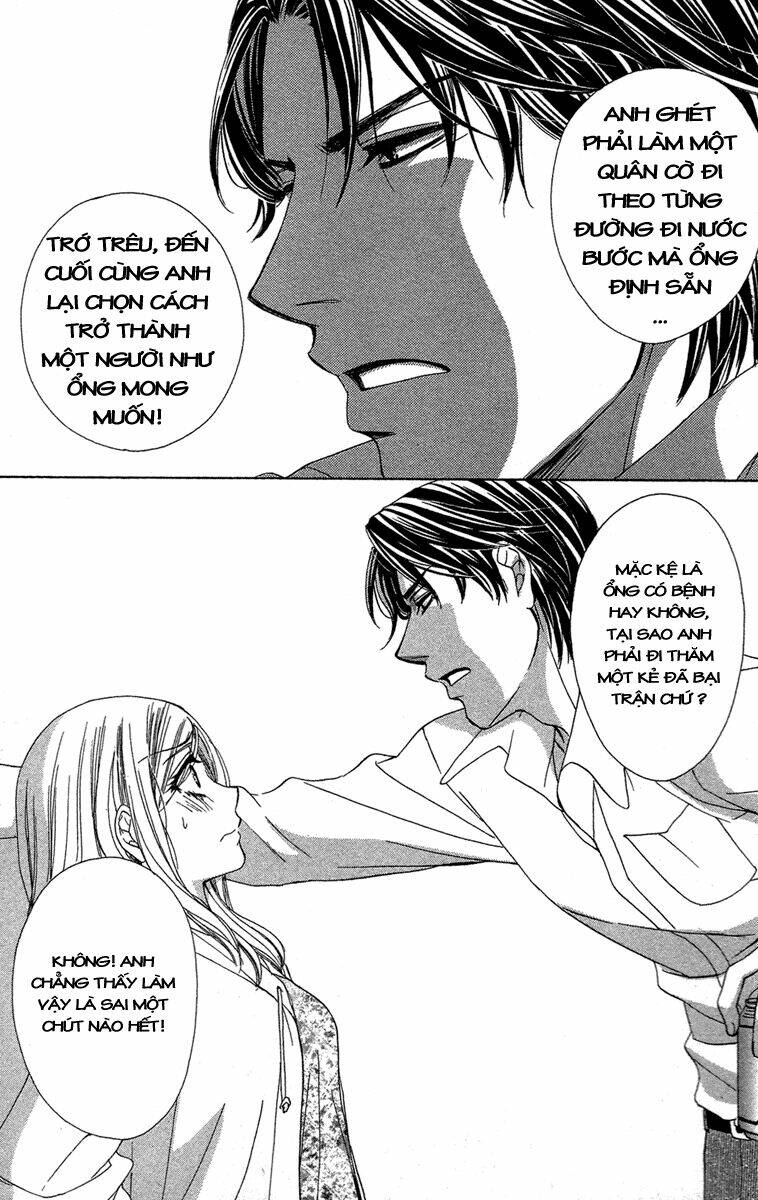 ANH GHÉT
PHẢI LÀM MỘT
QUÂN CỜ ĐI
THEO TỪNG
ĐƯỜNG ĐI NƯỚC
BƯỚC MÀ ỔNG
ĐỊNH SẴN
...
TRỚ TRÊU, ĐẾN
CUỐI CÙNG ANH
LẠI CHỌN CÁCH
TRỞ THÀNH
MỘT NGƯỜI NHƯ
ỔNG MONG
MUỐN!
MẶC KỆ LÀ
ỔNG CÓ BỆNH
HAY KHÔNG,
TẠI SAO ANH
PHẢI ĐI THĂM
MỘT KẺ ĐÃ BẠI
TRẬN CHỨ ?
KHÔNG! ANH
CHẲNG THẤY LÀM
VẬY LÀ SAI MỘT
CHÚT NÀO HẾT!